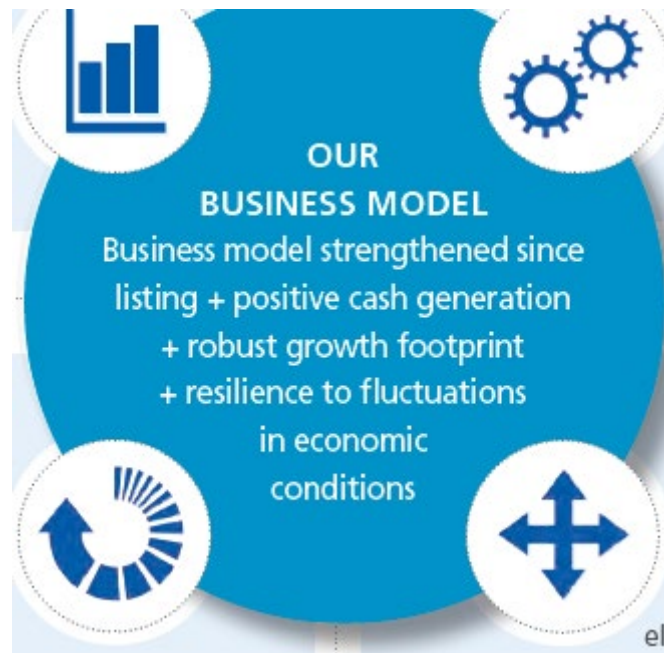 OUR
BUSINESS MODEL
Business model strengthened since
listing + positive cash generation
+ robust growth footprint
+ resilience to fluctuations
in economic
conditions